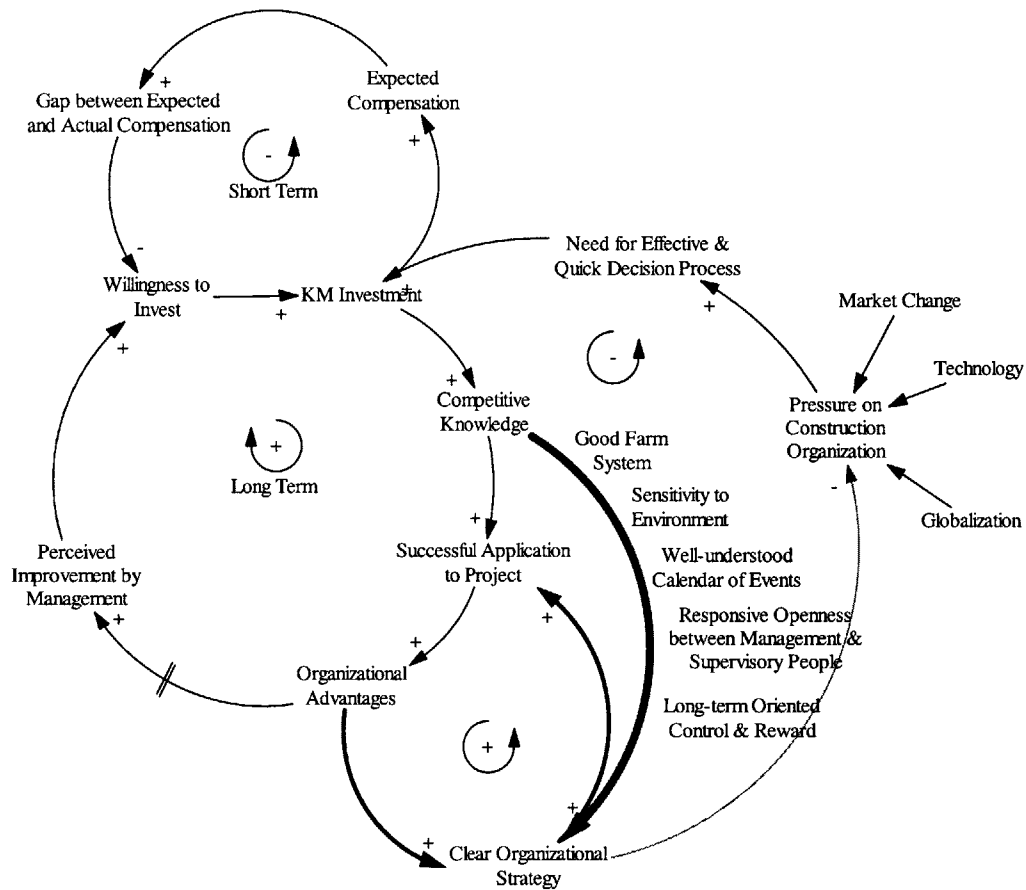 Expected
Compensation
+
Gap between Expected
and Actual Compensation
+
-
Short Term
-
Willingness to
Invest
+
KM Investment
+
+
Need for Effective &
Quick Decision Process
+
Market Change
Technology
Pressure on
Construction
Organization
-
Globalization
-
+
Competitive
Knowledge
+
Long Term
Good Farm
System
Sensitivity to
Environment
Well-understood
Calendar of Events
Responsive Openness
between Management &
Supervisory People
Long-term Oriented
Control & Reward
+
Successful Application
to Project
+
Perceived
Improvement by
Management
+
+
Organizational
Advantages
+
+
+
Clear Organizational
Strategy